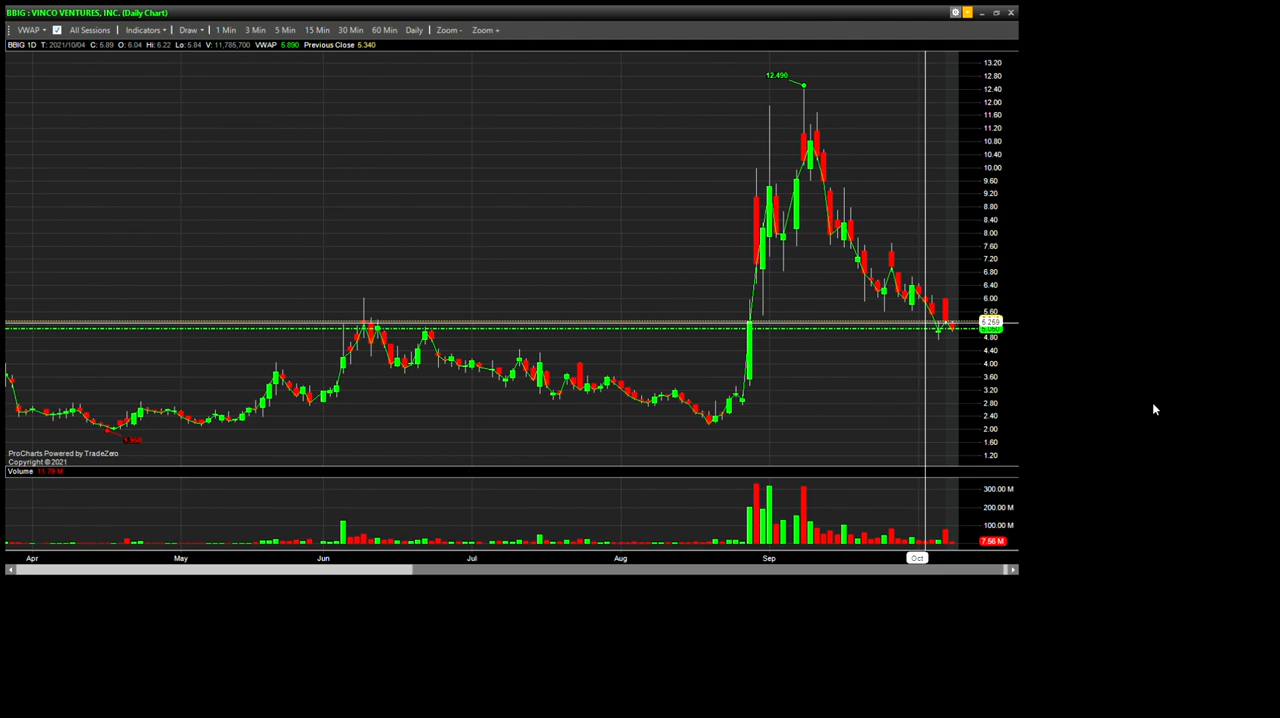 BBIG : VINCO VENTURES, INC. (Daily Chart)
VWAP All Sessions Indicators Draw 1 Min 3 Min 5 Min 15 Min 30 Min 60 Min Daily Zoom- Zoom +
BBIG 1D T: 2021/10/04 C: 5.89 O: 6.04 Hi: 6.22 Lo: 5.84 V: 11,785,700 VWAP 5.890 Previous Close 5.340
13.20
12.490
12.80
12.40
12.00
11.60
11.20
10.80
10.40
10.00
9.60
9.20
8.80
8.40
8.00
7.60
7.20
6.80
6.40
6.00
5.60
5.269
4.80
4.40
4.00
3.60
3.20
2.80
2.40
2.00
1.60
1.20
ProCharts Powered by TradeZero
Copyright © 2021
Volume 11.79 M
300.00 M
200.00 M
100.00 M
7.56 M
Apr May Jun Jul Aug Sep Oct